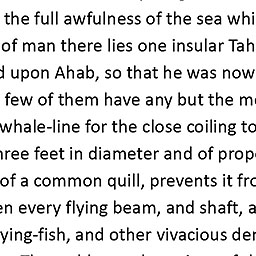 the full awfulness of the sea whi
of man there lies one insular Tah
d upon Ahab, so that he was now
few of them have any but the mo
whale-line for the close coiling to
hree feet in diameter and of prop
of a common quill, prevents it fro
en every flying beam, and shaft, a
ying-fish, and other vivacious der